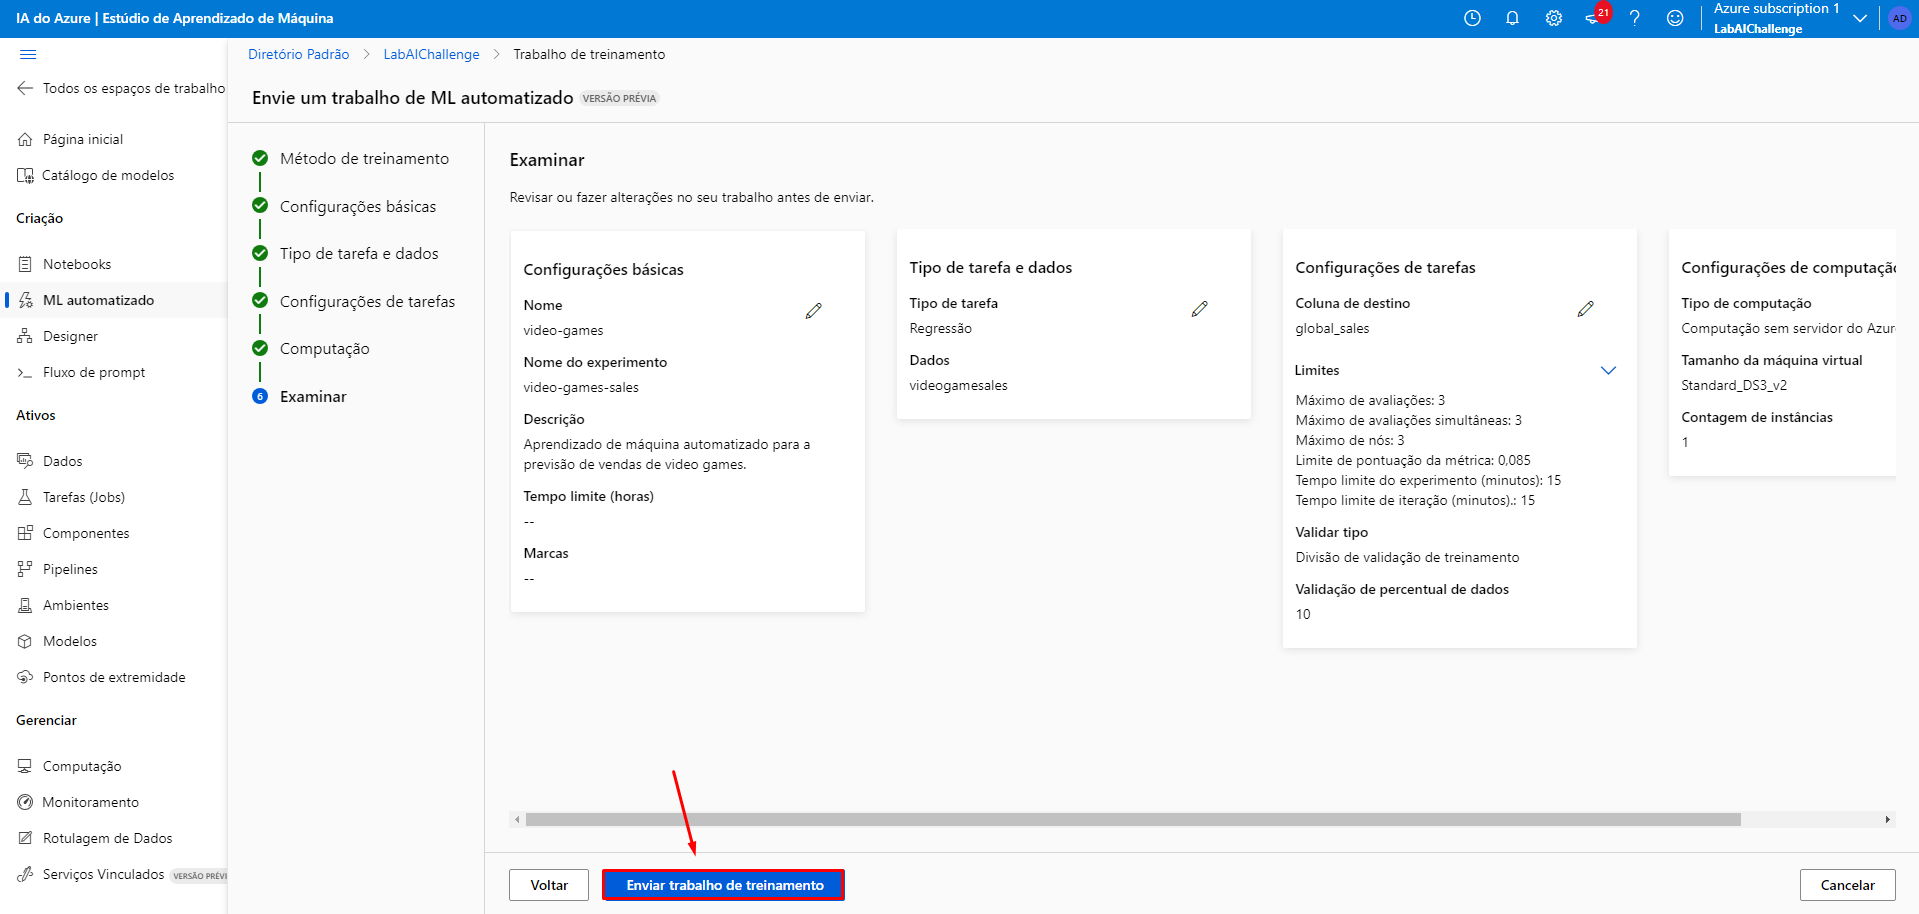 IA do Azure | Estúdio de Aprendizado de Máquina
21
Azure subscription 1
LabAIChallenge
AD
Diretório Padrão > LabAIChallenge > Trabalho de treinamento
Todos os espaços de trabalho
Envie um trabalho de ML automatizado VERSÃO PRÉVIA
Página inicial
Catálogo de modelos
Criação
Notebooks
ML automatizado
Designer
Fluxo de prompt
Ativos
Dados
Tarefas (Jobs)
Componentes
Pipelines
Ambientes
Modelos
Pontos de extremidade
Gerenciar
Computação
Monitoramento
Rotulagem de Dados
Serviços Vinculados VERSÃO PRÉVI
Método de treinamento
Configurações básicas
Tipo de tarefa e dados
Configurações de tarefas
Computação
6 Examinar
Examinar
Revisar ou fazer alterações no seu trabalho antes de enviar.
Configurações básicas
Nome
video-games
Nome do experimento
video-games-sales
Descrição
Aprendizado de máquina automatizado para a
previsão de vendas de video games.
Tempo limite (horas)
--
Marcas
--
Tipo de tarefa e dados
Tipo de tarefa
Regressão
Dados
videogamesales
Configurações de tarefas
Coluna de destino
global_sales
Limites
Máximo de avaliações: 3
Máximo de avaliações simultâneas: 3
Máximo de nós: 3
Limite de pontuação da métrica: 0,085
Tempo limite do experimento (minutos): 15
Tempo limite de iteração (minutos).: 15
Validar tipo
Divisão de validação de treinamento
Validação de percentual de dados
10
Configurações de computação
Tipo de computação
Computação sem servidor do Azur
Tamanho da máquina virtual
Standard_DS3_v2
Contagem de instâncias
1
Voltar
Enviar trabalho de treinamento
Cancelar